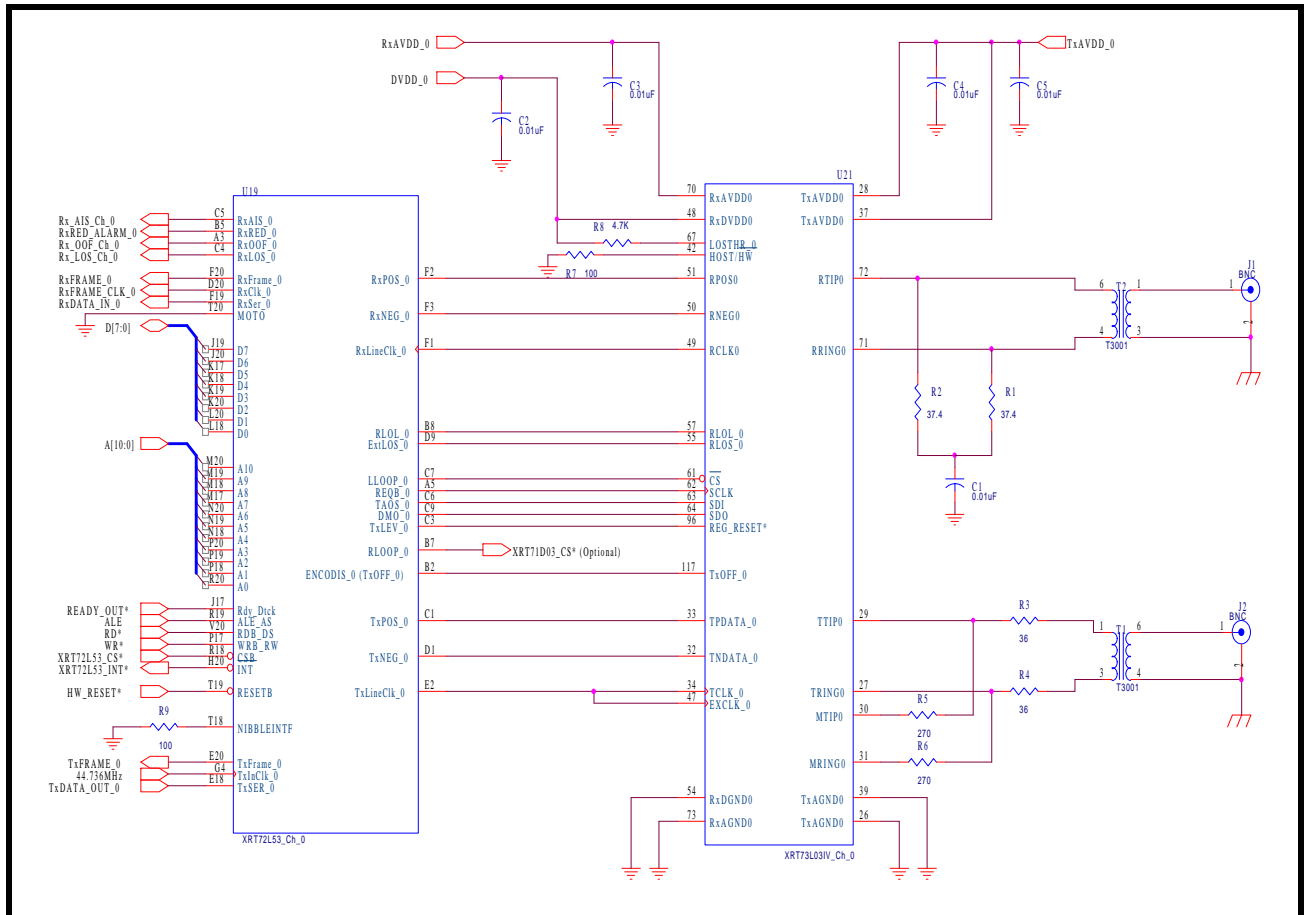 RxAVDD_0
TxAVDD_0
DVDD_0
C3
0.01uF
C4
0.01uF
C5
0.01uF
C2
0.01uF
U19
Rx_AIS_Ch_0 C5 RxAIS_0
RxRED_ALARM_0 B5 RxRED_0
Rx_OOF_Ch_0 A3 RxOOF_0
Rx_LOS_Ch_0 C4 RxLOS_0
RxFRAME_0 F20 RxFrame_0
RxFRAME_CLK_0 D20 RxClk_0
RxDATA_IN_0 F19 RxSer_0
T20 MOTO
D[7:0]
J19 D7
J20 D6
K17 D5
K18 D4
K19 D3
K20 D2
L20 D1
L18 D0
A[10:0]
M20 A10
M19 A9
M18 A8
M17 A7
N20 A6
N19 A5
N18 A4
P20 A3
P19 A2
P18 A1
R20 A0
READY_OUT* J17 Rdy_Dtck
ALE R19 ALE_AS
RD* V20 RDB_DS
WR* P17 WRB_RW
XRT72L53_CS* R18 CSB
XRT72L53_INT* H20 INT
HW_RESET* T19 RESETB
R9
100
T18 NIBBLEINTF
TxFRAME_0 E20 TxFrame_0
44.736MHz G4 TxInClk_0
TxDATA_OUT_0 E18 TxSER_0
XRT72L53_Ch_0
RxPOS_0 F2
RxNEG_0 F3
RxLineClk_0 F1
RLOL_0 B8
ExtLOS_0 D9
LLOOP_0 C7
REQB_0 A5
TAOS_0 C6
DMO_0 C9
TxLEV_0 C3
RLOOP_0 B7
XRT71D03_CS* (Optional)
ENCODIS_0 (TxOFF_0) B2
TxPOS_0 C1
TxNEG_0 D1
TxLineClk_0 E2
R8 4.7K
R7 100
U21
70 RxAVDD0
48 RxDVDD0
67 LOSTHR_0
42 HOST/HW
51 RPOS0
50 RNEG0
49 RCLK0
57 RLOL_0
55 RLOS_0
61 CS
62 SCLK
63 SDI
64 SDO
96 REG_RESET*
117 TxOFF_0
33 TPDATA_0
32 TNDATA_0
34 TCLK_0
47 EXCLK_0
54 RxDGND0
73 RxAGND0
TxAVDD0 28
TxAVDD0 37
RTIP0 72
RRING0 71
TTIP0 29
TRING0 27
MTIP0 30
MRING0 31
TxAGND0 39
TxAGND0 26
XRT73L03IV_Ch_0
R2
37.4
R1
37.4
C1
0.01uF
6 T2 1
4 3
T3001
J1
BNC
1
2
R3
36
R4
36
R5
270
R6
270
1 T1 6
3 4
T3001
J2
BNC
1
2